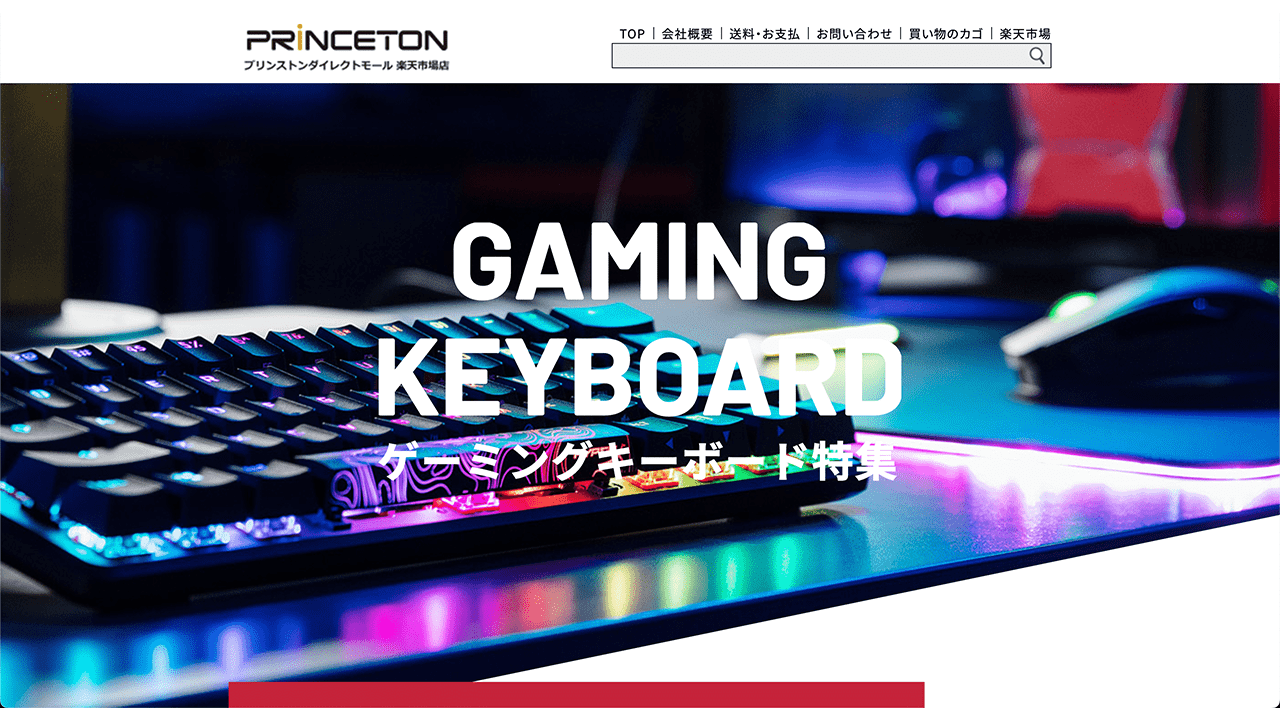 PRINCETON
プリンストンダイレクトモール 楽天市場店
TOP | 会社概要 | 送料・お支払 | お問い合わせ | 買い物のカゴ | 楽天市場
GAMING
KEYBOARD
ゲーミングキーボード特集